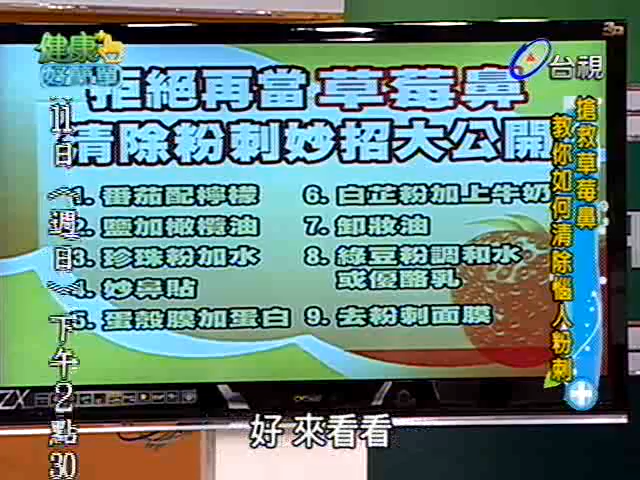 健康
好簡單
台視
拒絕再當草莓鼻
清除粉刺妙招大公開
1. 番茄配檸檬
2. 鹽加橄欖油
3. 珍珠粉加水
4. 妙鼻貼
5. 蛋殼膜加蛋蛋白
6. 白芷粉加上牛奶
7. 卸妝油
8. 綠豆粉調和水
或優酪乳
9. 去粉刺面膜
搶救草莓鼻
教你如何清除惱人粉刺
11日《週日》下午2點30
ZX
好 來看看